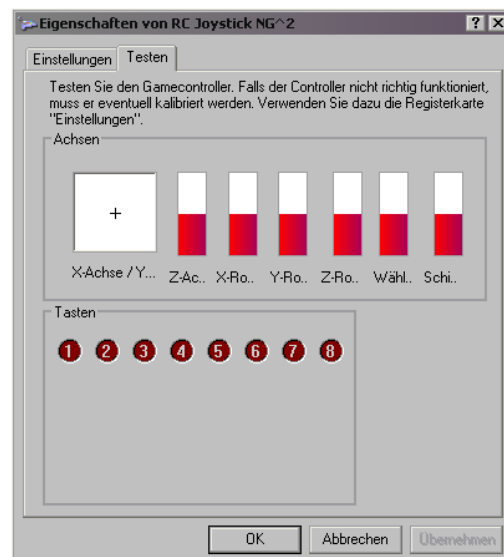 Eigenschaften von RC Joystick NG^2
Einstellungen Testen
Testen Sie den Gamecontroller. Falls der Controller nicht richtig funktioniert,
muss er eventuell kalibriert werden. Verwenden Sie dazu die Registerkarte
"Einstellungen".
Achsen
X-Achse / Y... Z-Ac.. X-Ro.. Y-Ro.. Z-Ro.. Wähl.. Schi..
Tasten
1 2 3 4 5 6 7 8
OK Abbrechen Übernehmen